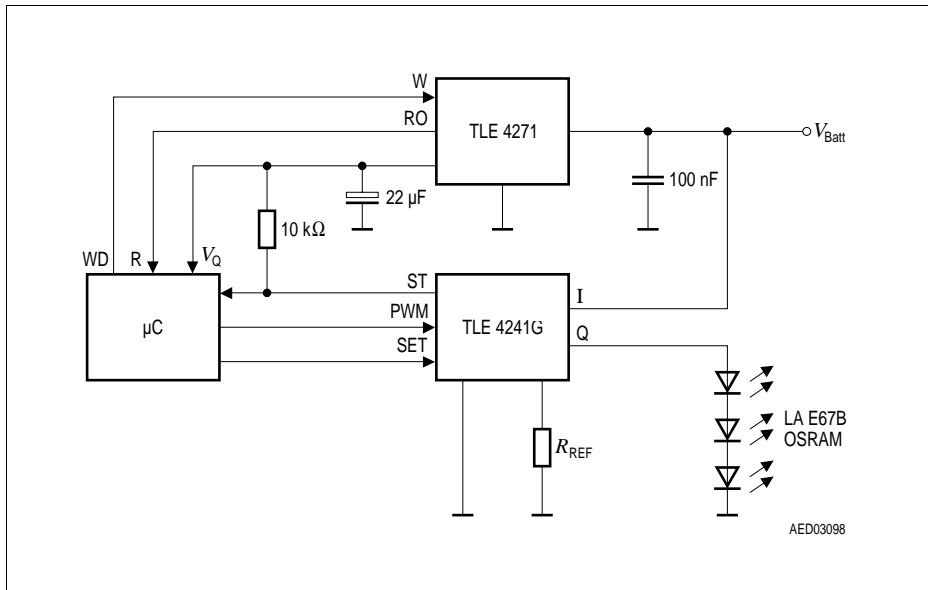 W
RO
TLE 4271
V_Batt
100 nF
22 µF
10 kΩ
WD
R
V_Q
ST
I
µC
PWM
TLE 4241G
Q
SET
LA E67B
OSRAM
R_REF
AED03098